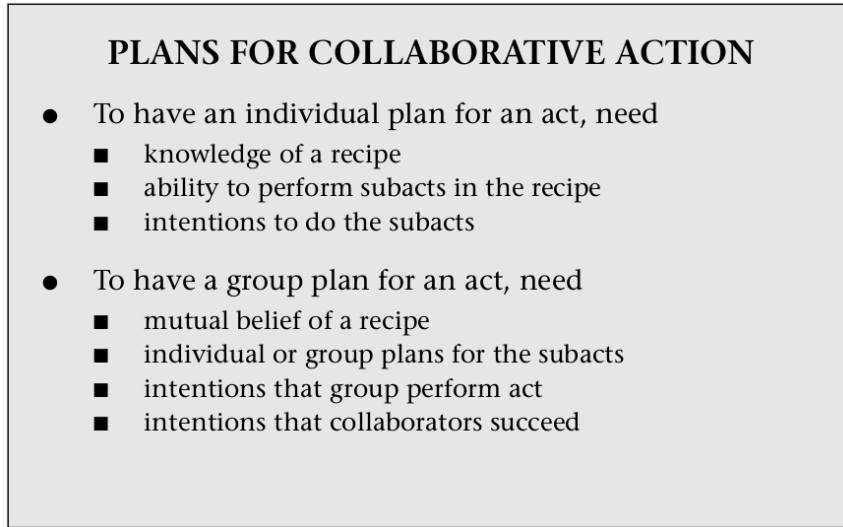 PLANS FOR COLLABORATIVE ACTION
● To have an individual plan for an act, need
■ knowledge of a recipe
■ ability to perform subacts in the recipe
■ intentions to do the subacts
● To have a group plan for an act, need
■ mutual belief of a recipe
■ individual or group plans for the subacts
■ intentions that group perform act
■ intentions that collaborators succeed